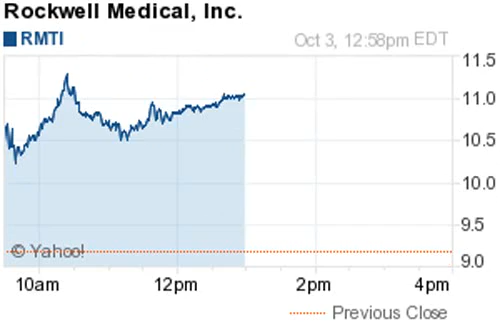 Rockwell Medical, Inc.
RMTI
Oct 3, 12:58pm EDT
11.5
11.0
10.5
10.0
9.5
9.0
© Yahoo!
10am 12pm 2pm 4pm
Previous Close